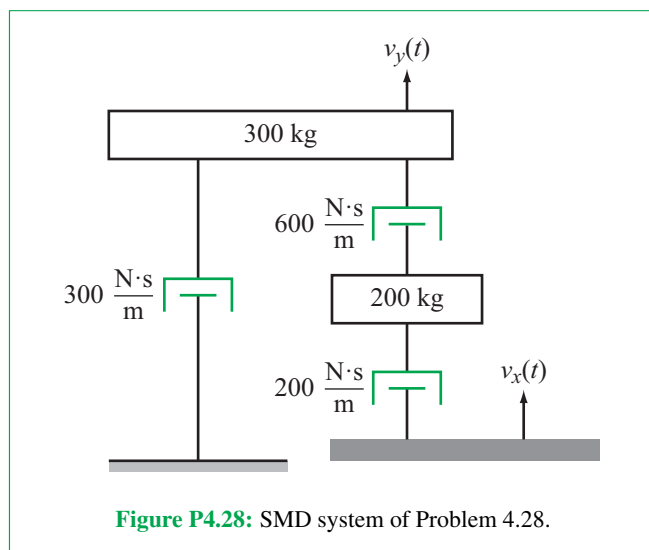 v_y(t)
300 kg
600 N·s/m
300 N·s/m
200 kg
200 N·s/m
v_x(t)
Figure P4.28: SMD system of Problem 4.28.